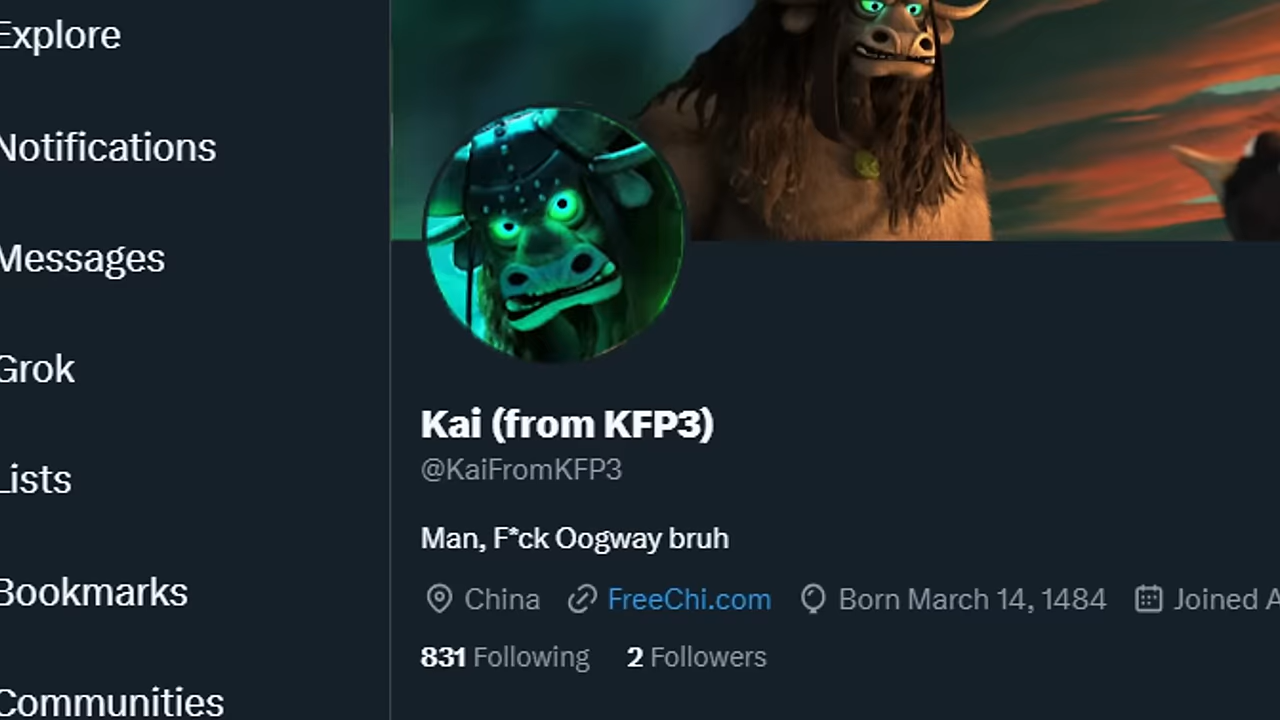 Explore
Notifications
Messages
Grok
Lists
Bookmarks
Communities
Kai (from KFP3)
@KaiFromKFP3
Man, F*ck Oogway bruh
China FreeChi.com Born March 14, 1484 Joined A
831 Following 2 Followers